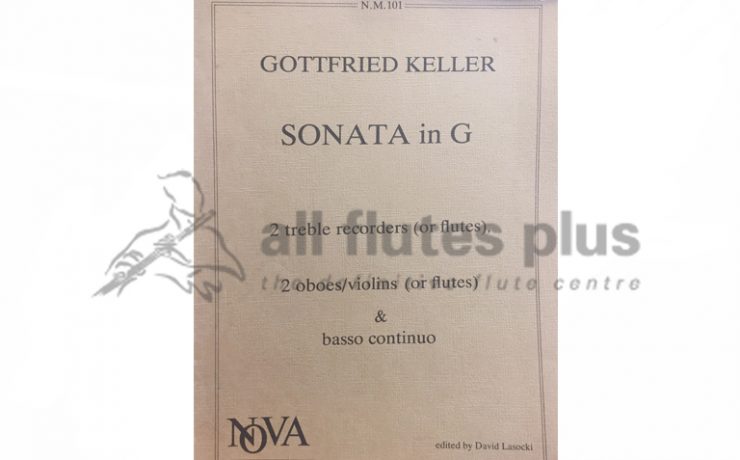 N.M.101
GOTTFRIED KELLER
SONATA in G
2 treble recorders (or flutes)
all flutes plus
the definitive flute centre
2 oboes/violins (or flutes)
&
basso continuo
NOVA
edited by David Lasocki